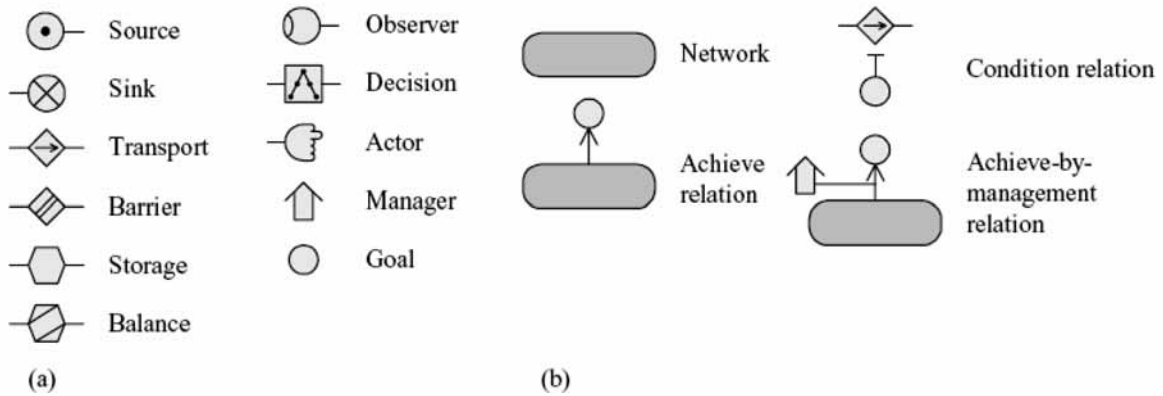 Source
Sink
Transport
Barrier
Storage
Balance
Observer
Decision
Actor
Manager
Goal
(a)
Network
Achieve
relation
Condition relation
Achieve-by-
management
relation
(b)